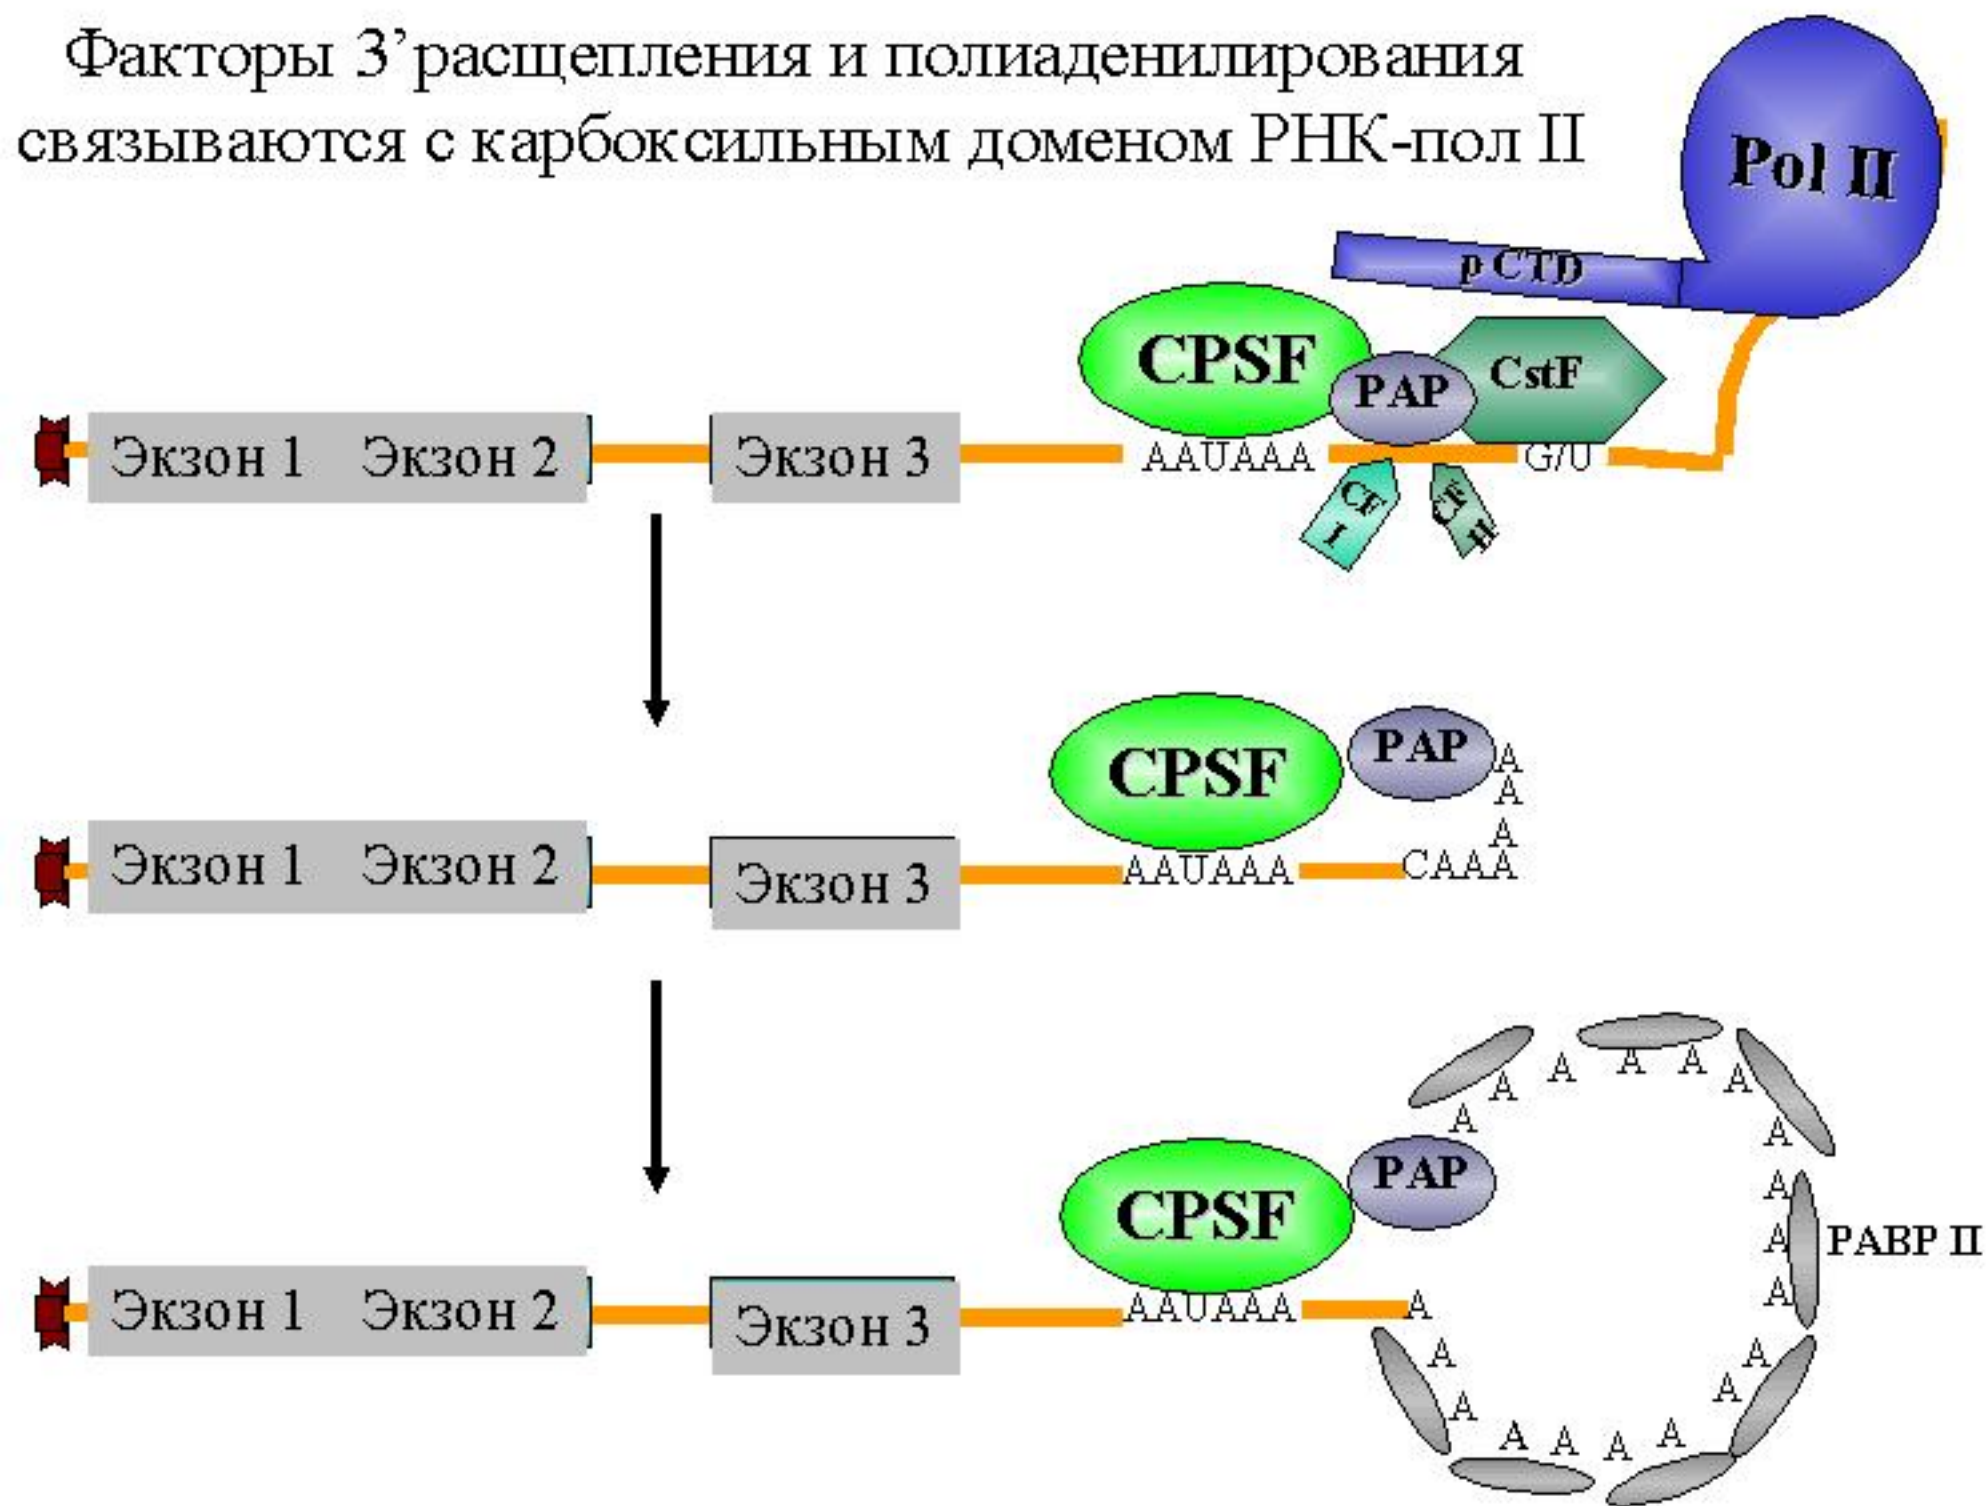 Факторы 3’ расщепления и полиаденилирования
связываются с карбоксильным доменом РНК-пол II
Pol II
p CTD
CPSF
PAP
CstF
Экзон 1 Экзон 2 Экзон 3 AAUAAA G/U
CF I
CF II
CPSF
PAP
A
A
A
Экзон 1 Экзон 2 Экзон 3 AAUAAA CAAA
A A A A A
A A
A
CPSF
PAP
A
A
PABP II
A
Экзон 1 Экзон 2 Экзон 3 AAUAAA A
A A
A A
A A A A